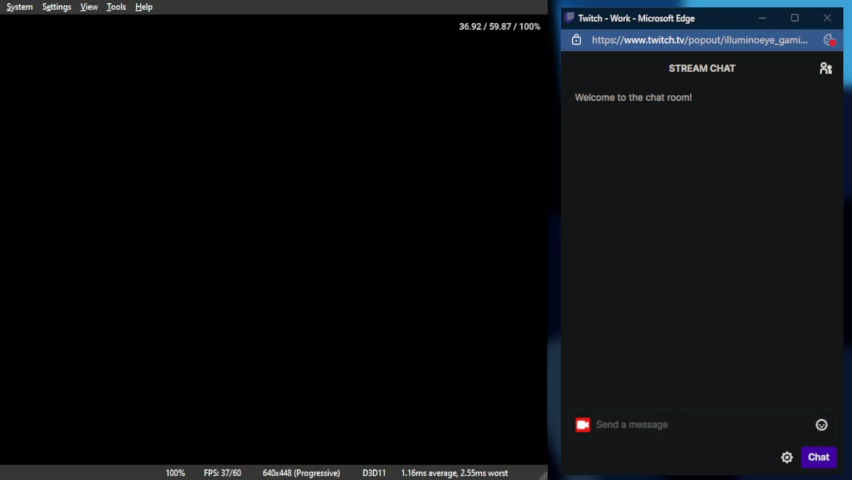 System Settings View Tools Help
36.92 / 59.87 / 100%
100% FPS: 37/60 640x448 (Progressive) D3D11 1.16ms average, 2.55ms worst
Twitch - Work - Microsoft Edge
https://www.twitch.tv/popout/illuminoeye_gami...
STREAM CHAT
Welcome to the chat room!
Send a message
Chat